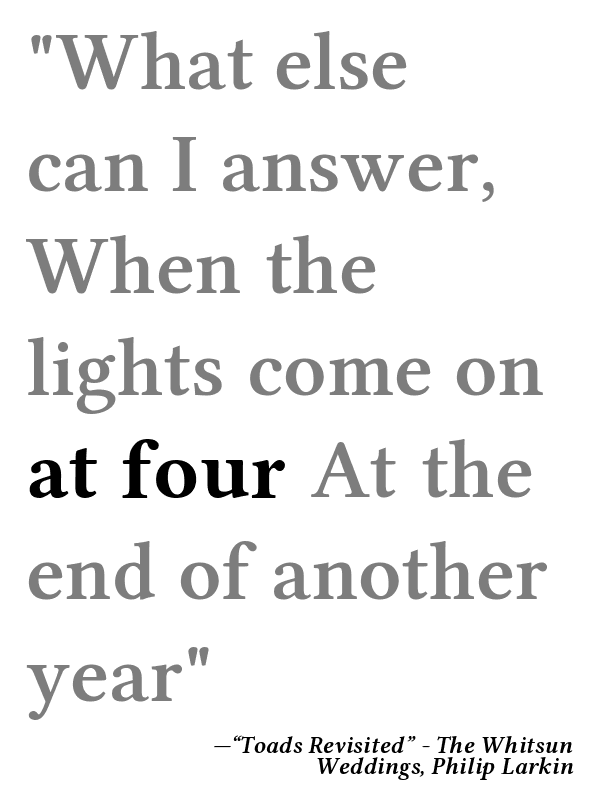 "What else
can I answer,
When the
lights come on
at four At the
end of another
year"
—“Toads Revisited” - The Whitsun
Weddings, Philip Larkin